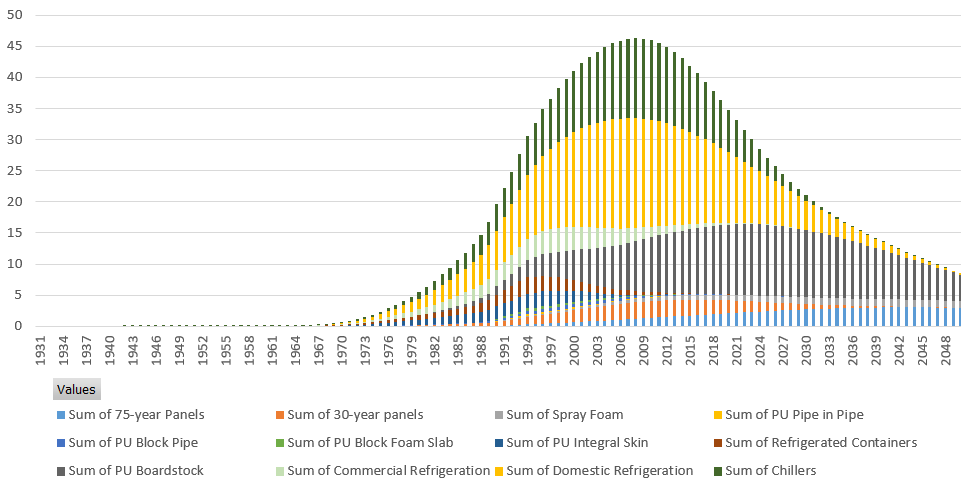 50
45
40
35
30
25
20
15
10
5
0
1931 1934 1937 1940 1943 1946 1949 1952 1955 1958 1961 1964 1967 1970 1973 1976 1979 1982 1985 1988 1991 1994 1997 2000 2003 2006 2009 2012 2015 2018 2021 2024 2027 2030 2033 2036 2039 2042 2045 2048
Values
Sum of 75-year Panels Sum of 30-year panels Sum of Spray Foam Sum of PU Pipe in Pipe
Sum of PU Block Pipe Sum of PU Block Foam Slab Sum of PU Integral Skin Sum of Refrigerated Containers
Sum of PU Boardstock Sum of Commercial Refrigeration Sum of Domestic Refrigeration Sum of Chillers